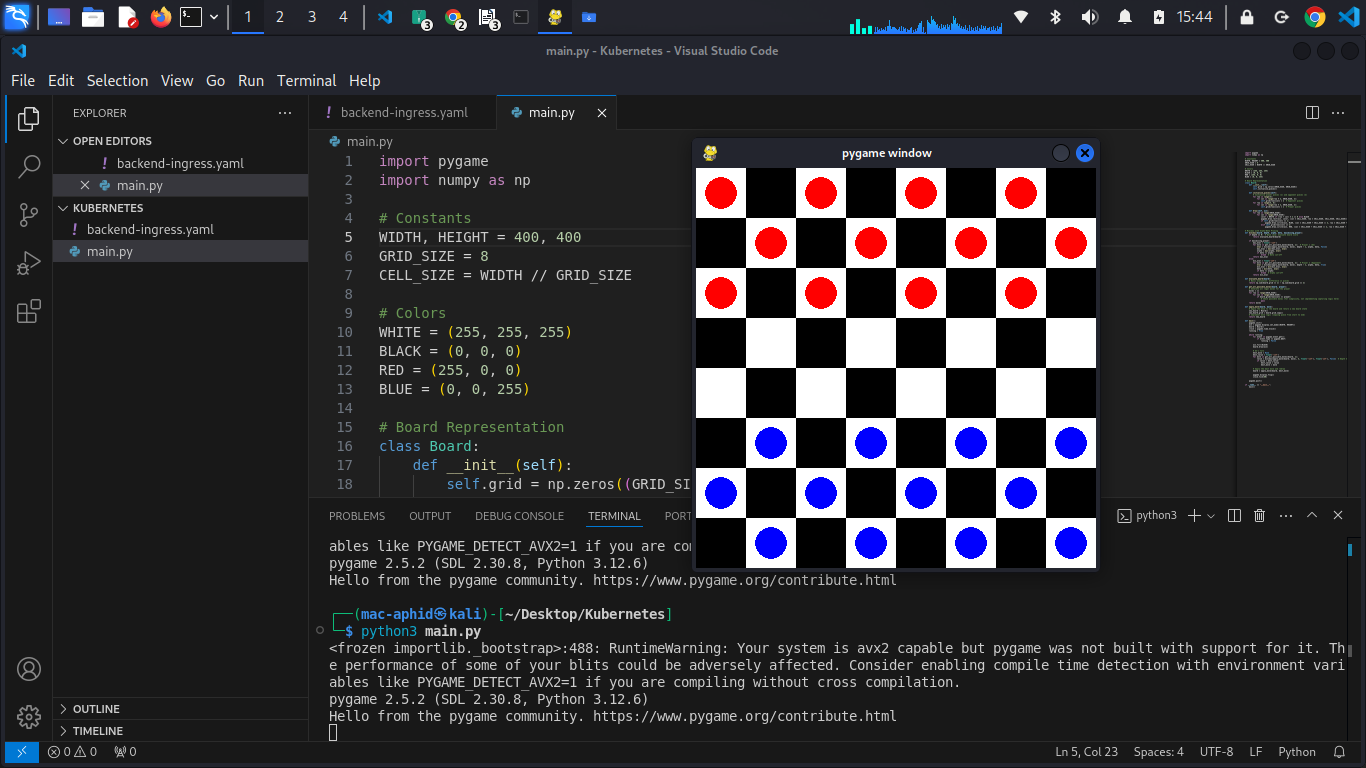 1 2 3 4 3 2 3 15:44
main.py - Kubernetes - Visual Studio Code
File Edit Selection View Go Run Terminal Help
EXPLORER
OPEN EDITORS
! backend-ingress.yaml
main.py
KUBERNETES
! backend-ingress.yaml
main.py
OUTLINE
TIMELINE
! backend-ingress.yaml main.py
main.py
1 import pygame
2 import numpy as np
3
4 # Constants
5 WIDTH, HEIGHT = 400, 400
6 GRID_SIZE = 8
7 CELL_SIZE = WIDTH // GRID_SIZE
8
9 # Colors
10 WHITE = (255, 255, 255)
11 BLACK = (0, 0, 0)
12 RED = (255, 0, 0)
13 BLUE = (0, 0, 255)
14
15 # Board Representation
16 class Board:
17 def __init__(self):
18 self.grid = np.zeros((GRID_SI
pygame window
PROBLEMS OUTPUT DEBUG CONSOLE TERMINAL PORT python3
ables like PYGAME_DETECT_AVX2=1 if you are con
pygame 2.5.2 (SDL 2.30.8, Python 3.12.6)
Hello from the pygame community. https://www.pygame.org/contribute.html
(mac-aphid㉿kali)-[~/Desktop/Kubernetes]
$ python3 main.py
<frozen importlib._bootstrap>:488: RuntimeWarning: Your system is avx2 capable but pygame was not built with support for it. Th
e performance of some of your blits could be adversely affected. Consider enabling compile time detection with environment vari
ables like PYGAME_DETECT_AVX2=1 if you are compiling without cross compilation.
pygame 2.5.2 (SDL 2.30.8, Python 3.12.6)
Hello from the pygame community. https://www.pygame.org/contribute.html
0 0 0 Ln 5, Col 23 Spaces: 4 UTF-8 LF Python